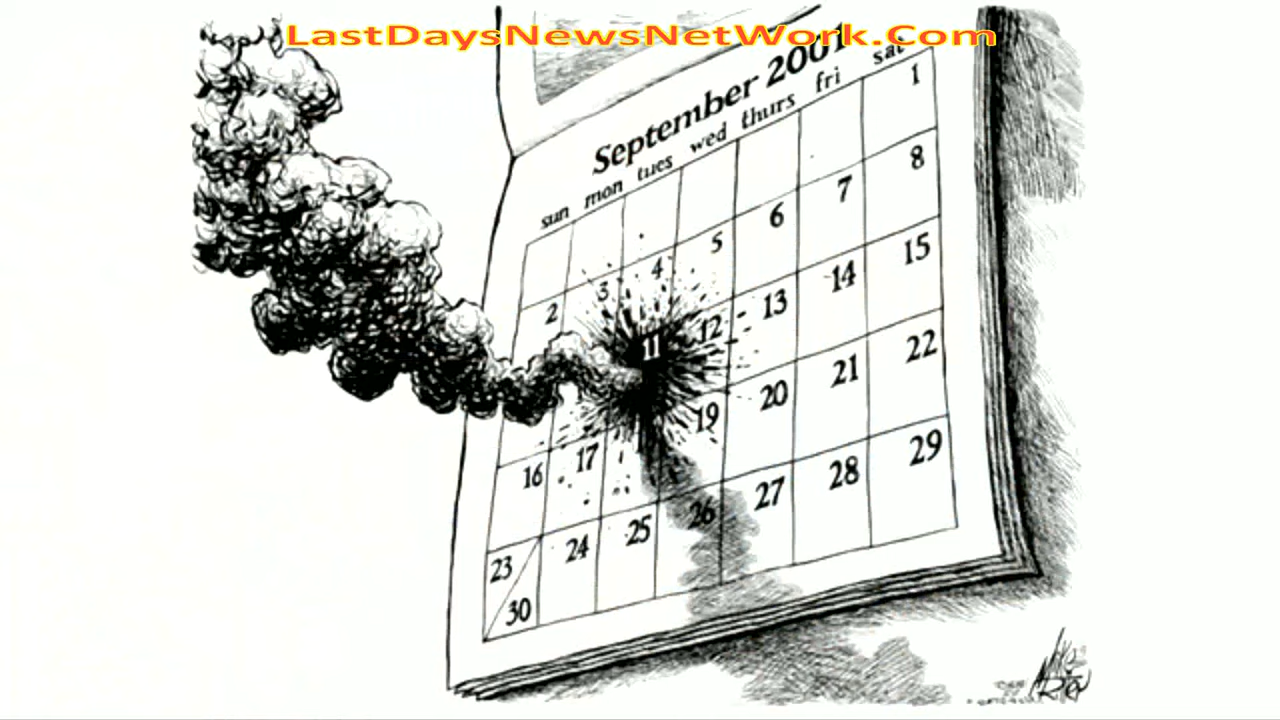 LastDaysNewsNetWork.Com
September 2001
sun mon tues wed thurs fri sat
1
2 3 4 5 6 7 8
11 12 13 14 15
16 17 19 20 21 22
23 24 25 26 27 28 29
30